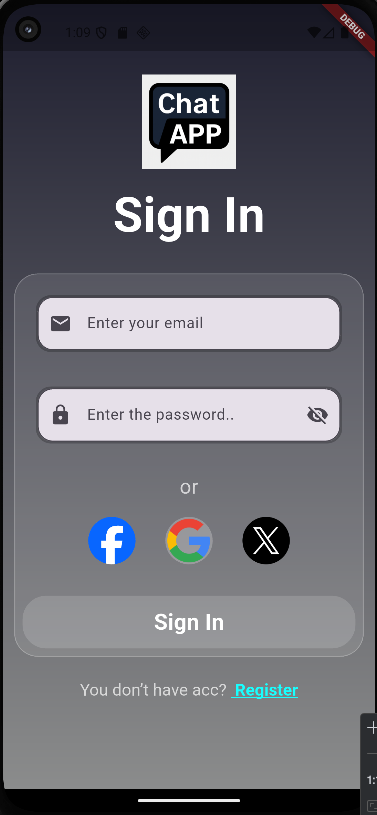 1:09
DEBUG
Chat
APP
Sign In
Enter your email
Enter the password..
or
Sign In
You don't have acc? Register